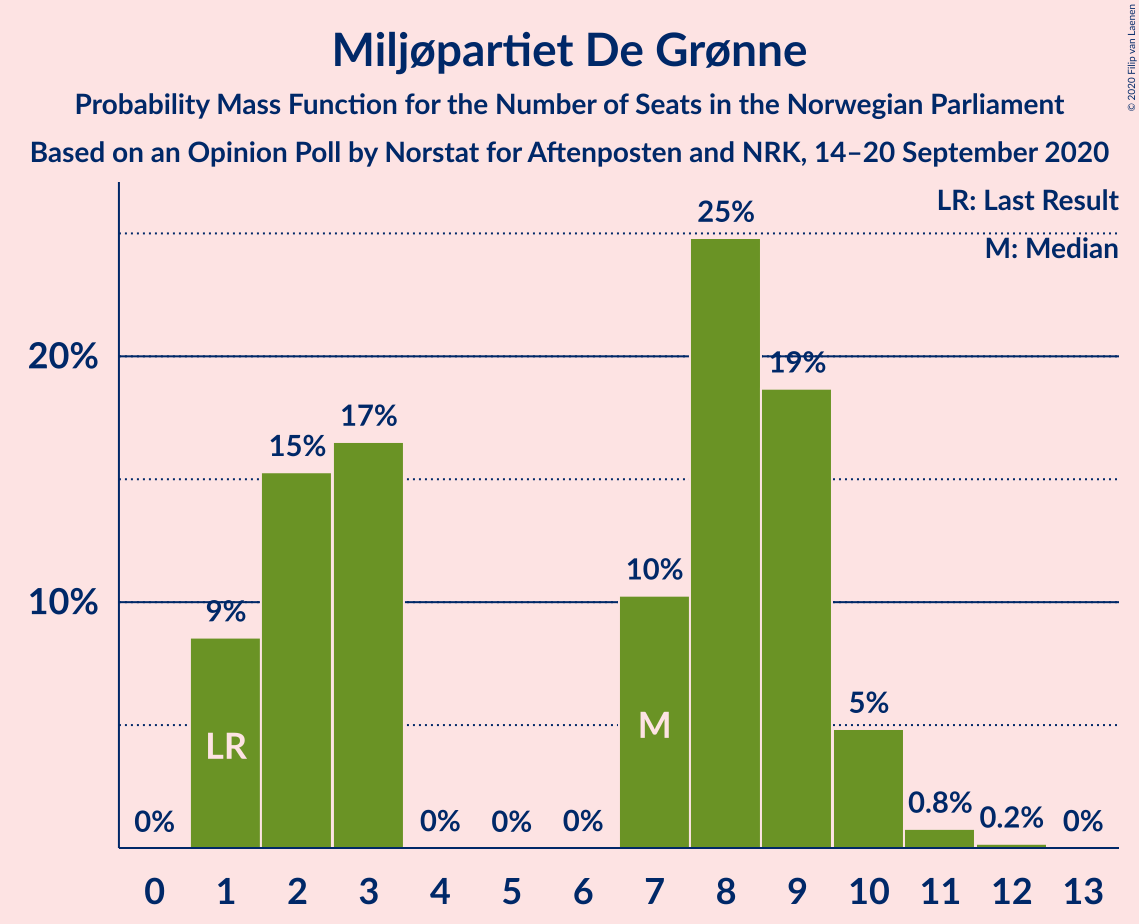 Miljøpartiet De Grønne
Probability Mass Function for the Number of Seats in the Norwegian Parliament
Based on an Opinion Poll by Norstat for Aftenposten and NRK, 14–20 September 2020
© 2020 Filip van Laenen
LR: Last Result
M: Median
25%
20%
19%
17%
15%
10%
10%
9%
LR
M
5%
0%
0%
0%
0%
0.8%
0.2%
0%
0 1 2 3 4 5 6 7 8 9 10 11 12 13